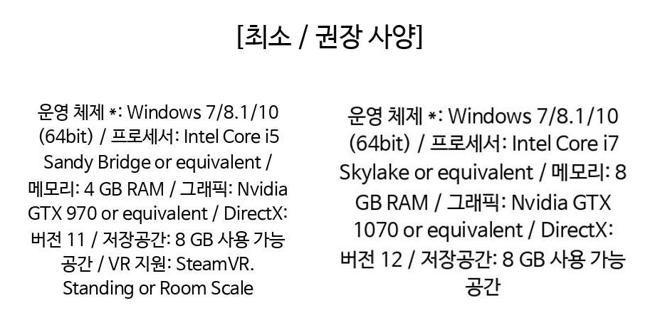 [최소 / 권장 사양]
운영 체제 *: Windows 7/8.1/10
(64bit) / 프로세서: Intel Core i5
Sandy Bridge or equivalent /
메모리: 4 GB RAM / 그래픽: Nvidia
GTX 970 or equivalent / DirectX:
버전 11 / 저장공간: 8 GB 사용 가능
공간 / VR 지원: SteamVR.
Standing or Room Scale
운영 체제 *: Windows 7/8.1/10
(64bit) / 프로세서: Intel Core i7
Skylake or equivalent / 메모리: 8
GB RAM / 그래픽: Nvidia GTX
1070 or equivalent / DirectX:
버전 12 / 저장공간: 8 GB 사용 가능
공간